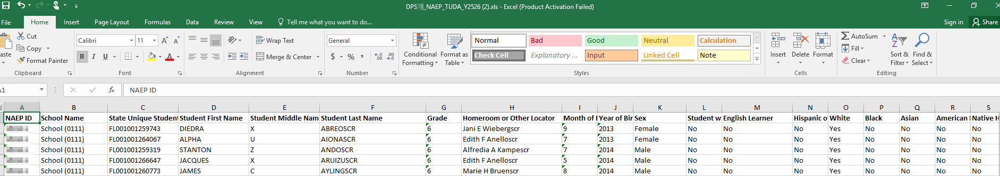 DPS _NAEP_TUDA_Y2526 (2).xls - Excel (Product Activation Failed)
File Home Insert Page Layout Formulas Data Review View Tell me what you want to do... Sign in Share
Cut
Copy
Format Painter
Clipboard
Calibri 11
B I U
Font
Wrap Text
Merge & Center
Alignment
General
$ % ,
Number
Conditional Formatting
Format as Table
Normal Bad Good Neutral Calculation
Check Cell Explanatory ... Input Linked Cell Note
Styles
Insert Delete Format
Cells
AutoSum
Fill
Clear
Sort & Filter
Find & Select
Editing
fx NAEP ID
A B C D E F G H I J K L M N O P Q R S
NAEP ID School Name State Unique Student Student First Name Student Middle Nam Student Last Name Grade Homeroom or Other Locator Month of Year of Bir Sex Student w English Learner Hispanic o White Black Asian American Native H
School (0111) FL001001259743 DIEDRA X ABREOSCR 6 Jani E Wiebergscr 9 2013 Female No No No Yes No No No No
School (0111) FL001001264067 ALPHA U AIONASCR 6 Edith F Anelloscr 7 2013 Female No No No Yes No No No No
School (0111) FL001001259319 STANTON Z ANDOSCR 6 Alfredia A Kampescr 7 2014 Male No No No Yes No No No No
School (0111) FL001001266647 JACQUES X ARUIZUSCR 6 Edith F Anelloscr 5 2014 Male No No No Yes No No No No
School (0111) FL001001260773 JAMES C AYLINGSCR 6 Marie H Bruenscr 8 2014 Male No No No Yes No No No No